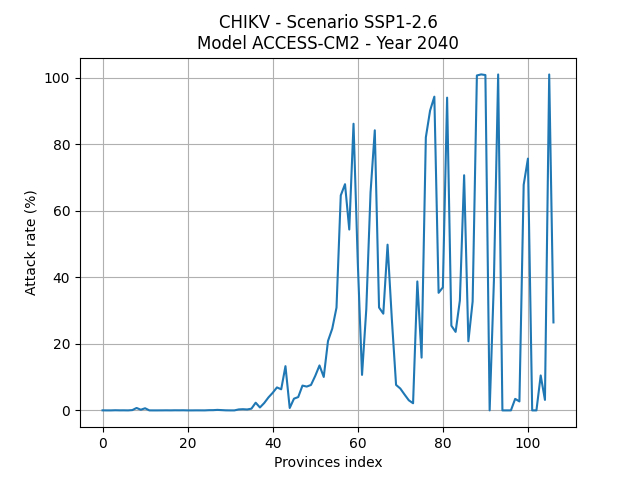 CHIKV - Scenario SSP1-2.6
Model ACCESS-CM2 - Year 2040
Attack rate (%)
100
80
60
40
20
0
0 20 40 60 80 100
Provinces index